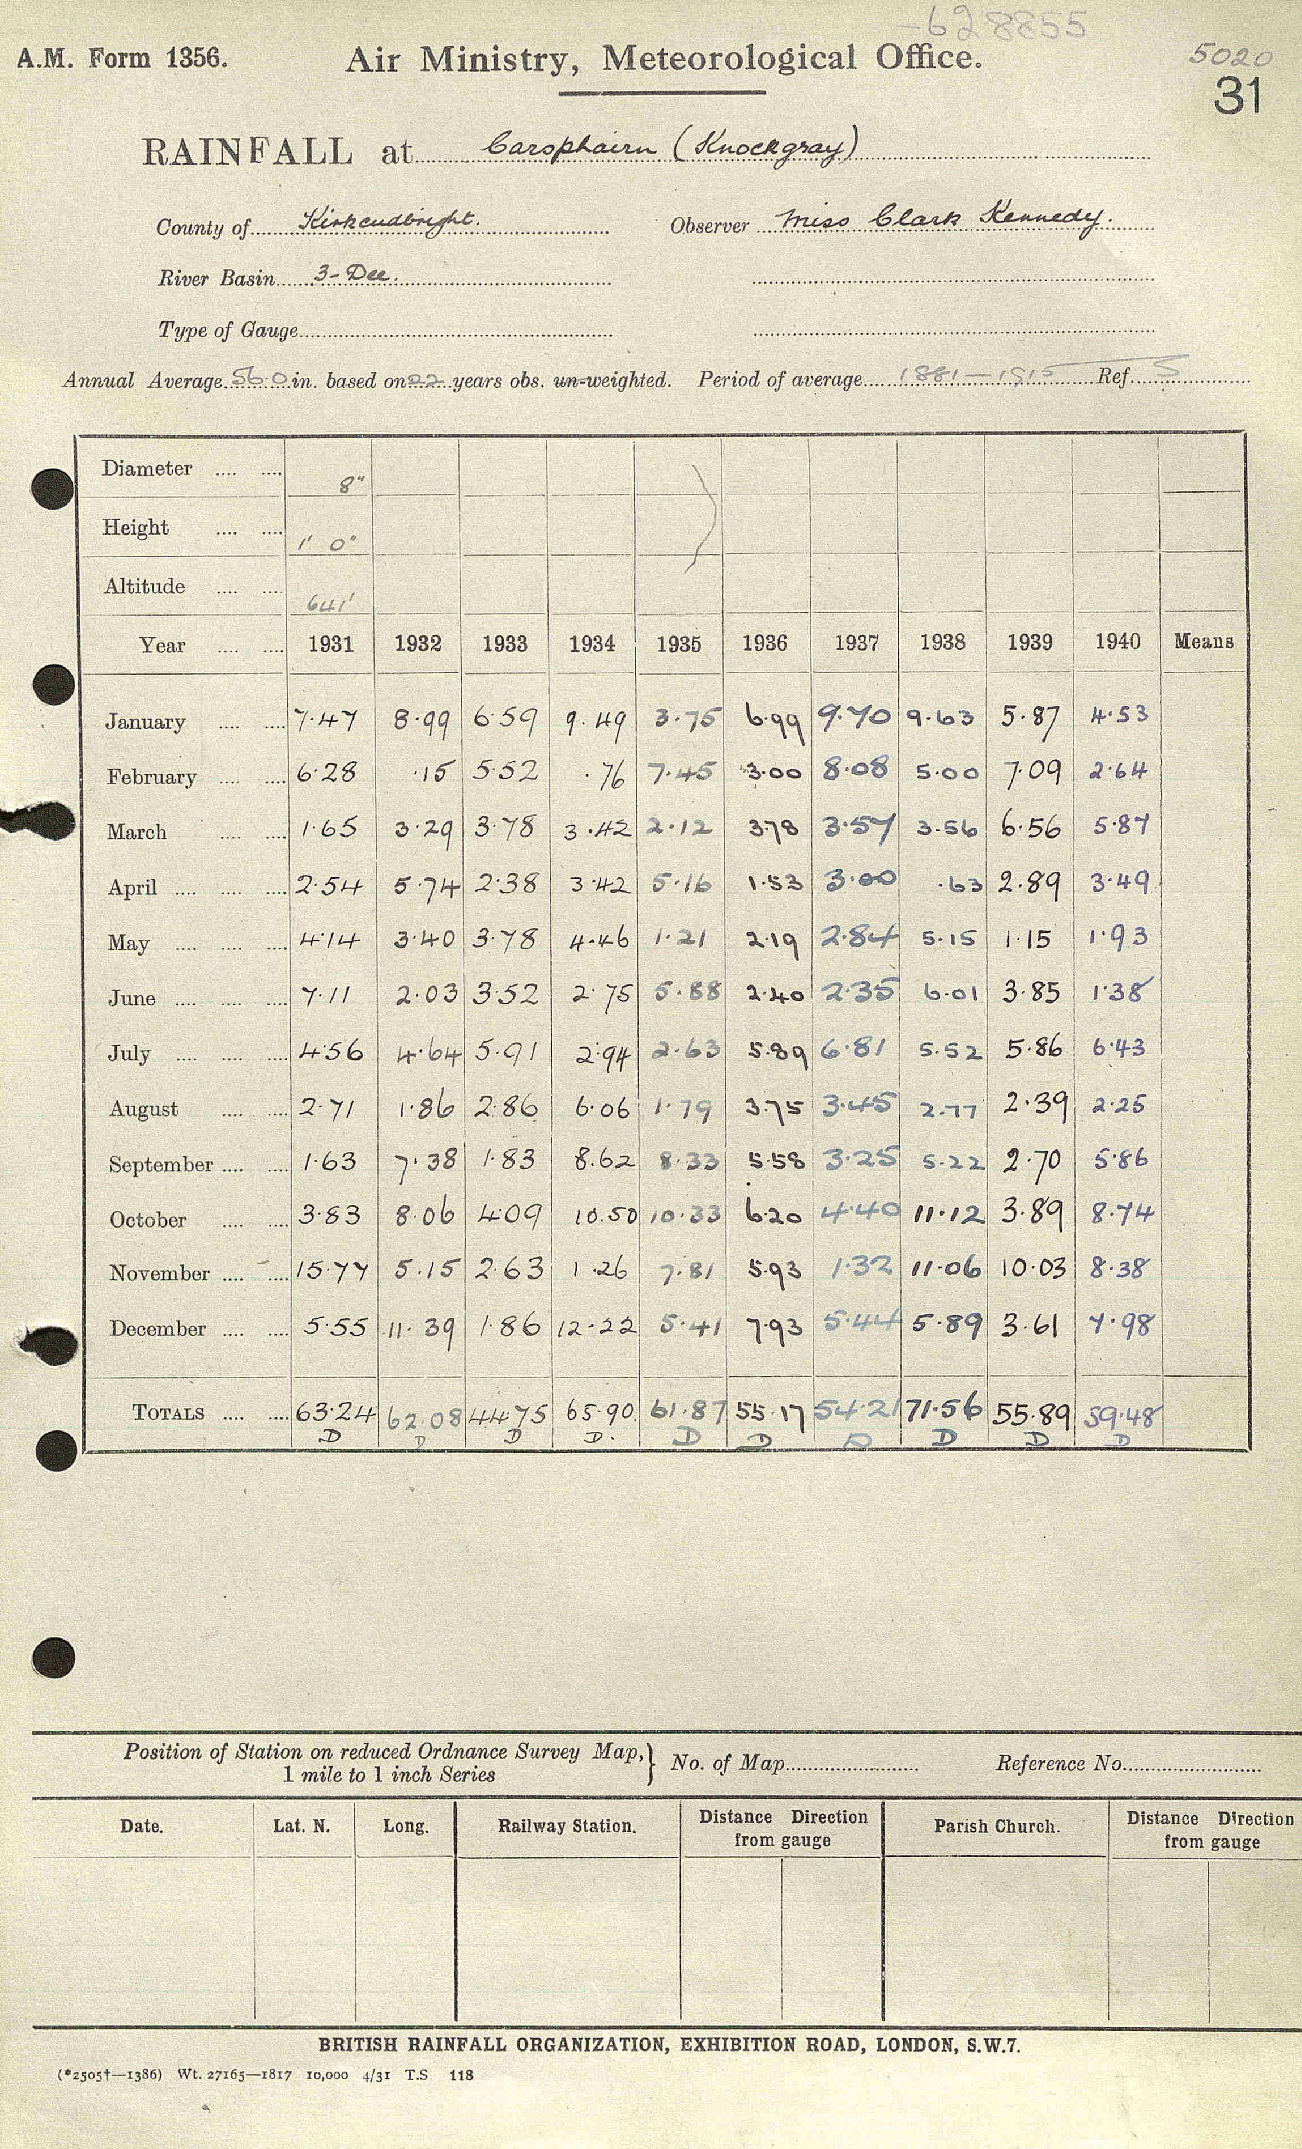 -628855
A.M. Form 1356. Air Ministry, Meteorological Office. 5020
31
RAINFALL at Carsphairn (Knockgray)
County of Kirkcudbright. Observer Miss Clark Kennedy.
River Basin 3-Dee.
Type of Gauge
Annual Average 56.0 in. based on 22 years obs. un-weighted. Period of average 1881-1915 Ref. S
Diameter 8"
Height 1' 0"
Altitude 641'
Year 1931 1932 1933 1934 1935 1936 1937 1938 1939 1940 Means
January 7.47 8.99 6.59 9.49 3.75 6.99 9.70 9.63 5.87 4.53
February 6.28 .15 5.52 .76 7.45 3.00 8.08 5.00 7.09 2.64
March 1.65 3.29 3.78 3.42 2.12 3.78 3.57 3.56 6.56 5.87
April 2.54 5.74 2.38 3.42 5.16 1.53 3.00 .63 2.89 3.49
May 4.14 3.40 3.78 4.46 1.21 2.19 2.84 5.15 1.15 1.93
June 7.11 2.03 3.52 2.75 5.88 2.40 2.35 6.01 3.85 1.38
July 4.56 4.64 5.91 2.94 2.63 5.89 6.81 5.52 5.86 6.43
August 2.71 1.86 2.86 6.06 1.79 3.75 3.45 2.77 2.39 2.25
September 1.63 7.38 1.83 8.62 8.33 5.58 3.25 5.22 2.70 5.86
October 3.83 8.06 4.09 10.50 10.33 6.20 4.40 11.12 3.89 8.74
November 15.77 5.15 2.63 1.26 7.81 5.93 1.32 11.06 10.03 8.38
December 5.55 11.39 1.86 12.22 5.41 7.93 5.44 5.89 3.61 7.98
TOTALS 63.24 62.08 44.75 65.90 61.87 55.17 54.21 71.56 55.89 59.48
D D D D. D D D D D D
Position of Station on reduced Ordnance Survey Map, } No. of Map Reference No.
1 mile to 1 inch Series
Date. Lat. N. Long. Railway Station. Distance Direction from gauge Parish Church. Distance Direction from gauge
BRITISH RAINFALL ORGANIZATION, EXHIBITION ROAD, LONDON, S.W.7.
(*2505†—1386) Wt. 27165—1817 10,000 4/31 T.S 118